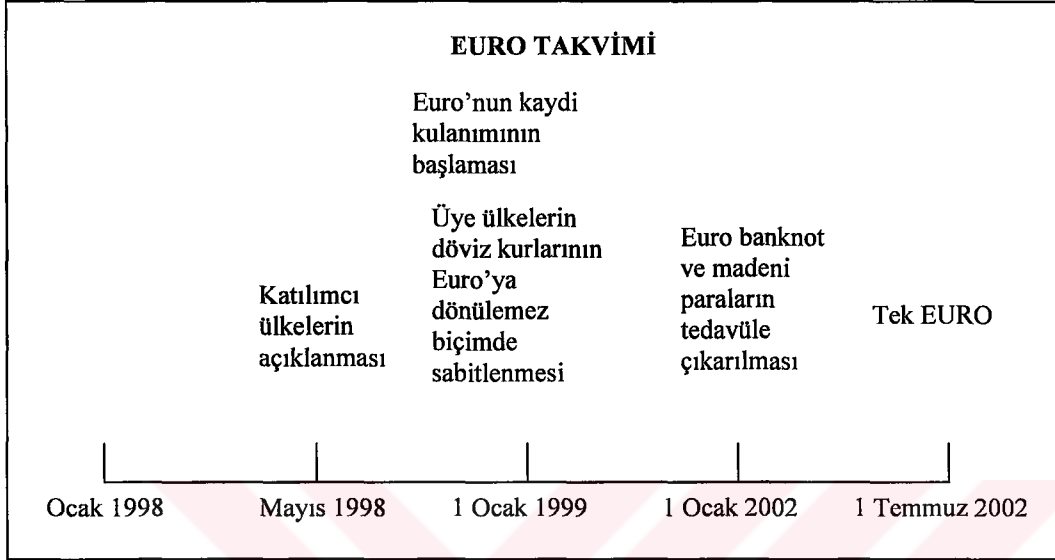 EURO TAKVİMİ
Euro'nun kaydi
kulanımının
başlaması
Üye ülkelerin
döviz kurlarının
Euro'ya
dönülemez
biçimde
sabitlenmesi
Katılımcı
ülkelerin
açıklanması
Euro banknot
ve madeni
paraların
tedavüle
çıkarılması
Tek EURO
Ocak 1998
Mayıs 1998
1 Ocak 1999
1 Ocak 2002
1 Temmuz 2002